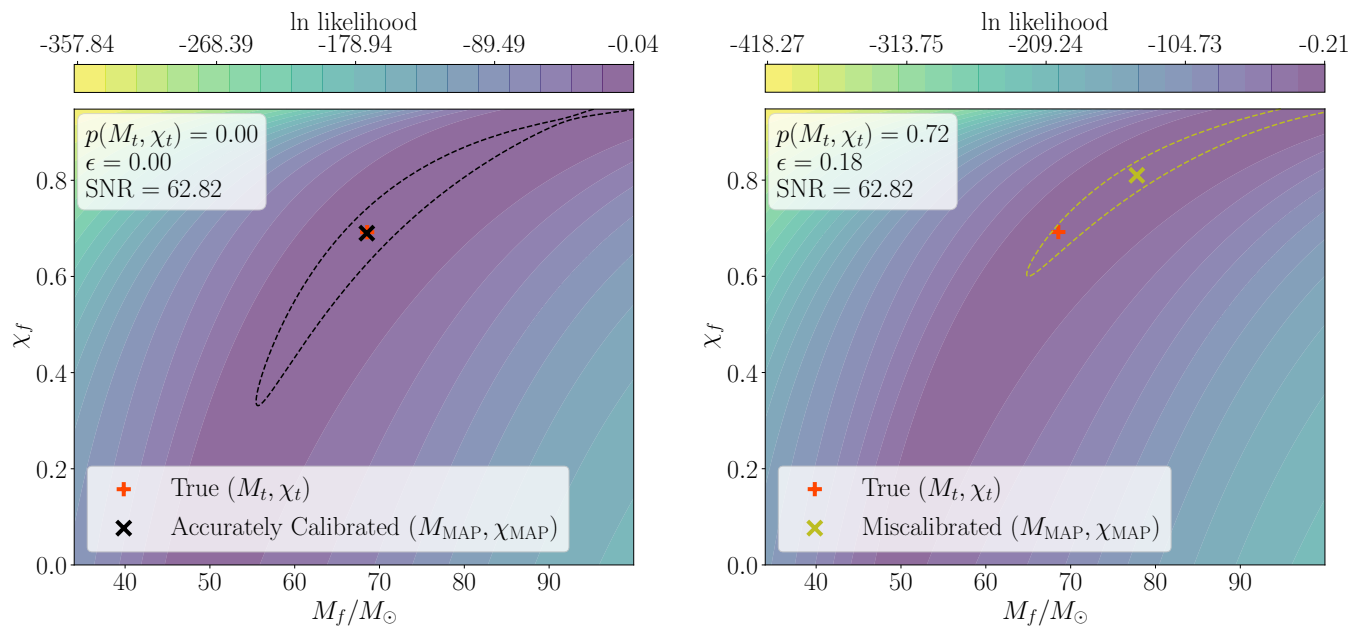 ln likelihood
-357.84 -268.39 -178.94 -89.49 -0.04
p(M_t, χ_t) = 0.00
ϵ = 0.00
SNR = 62.82
0.8
0.6
0.4
0.2
0.0
χ_f
True (M_t, χ_t)
Accurately Calibrated (M_MAP, χ_MAP)
40 50 60 70 80 90
M_f/M_⊙
ln likelihood
-418.27 -313.75 -209.24 -104.73 -0.21
p(M_t, χ_t) = 0.72
ϵ = 0.18
SNR = 62.82
0.8
0.6
0.4
0.2
0.0
χ_f
True (M_t, χ_t)
Miscalibrated (M_MAP, χ_MAP)
40 50 60 70 80 90
M_f/M_⊙